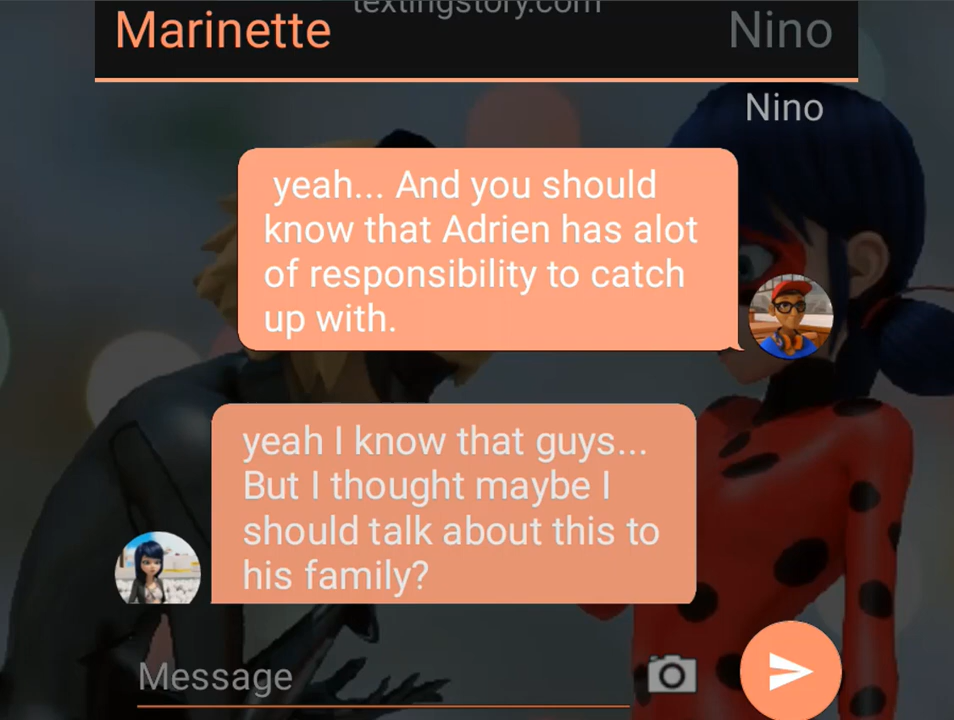 textingstory.com
Marinette
Nino
Nino
yeah... And you should
know that Adrien has alot
of responsibility to catch
up with.
yeah I know that guys...
But I thought maybe I
should talk about this to
his family?
Message